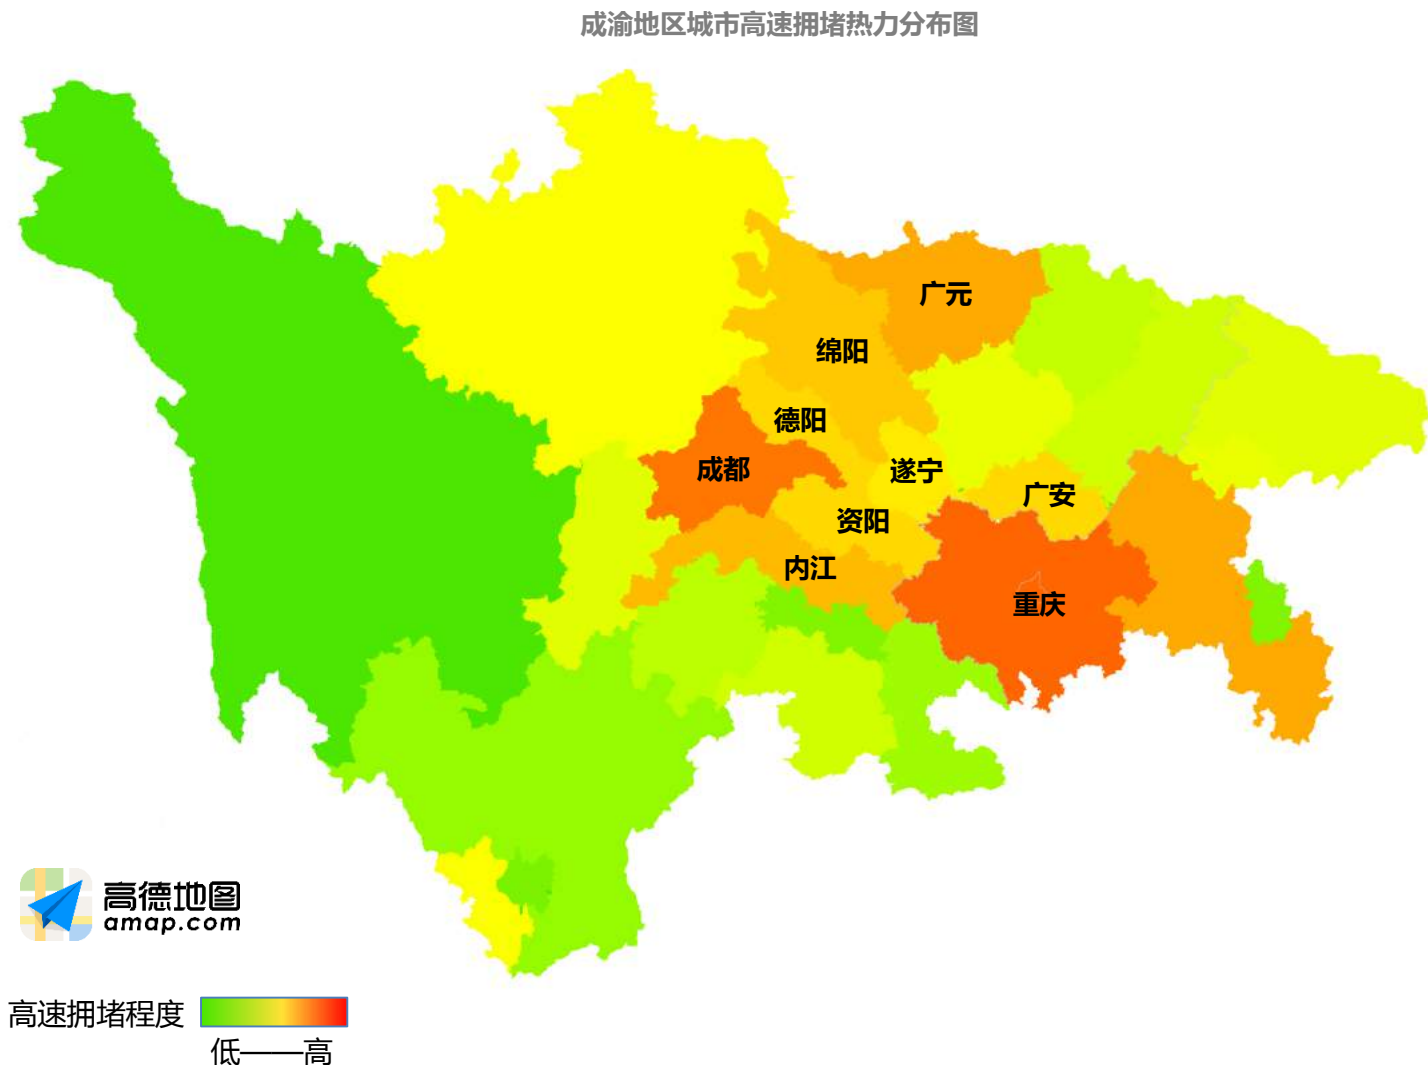 成渝地区城市高速拥堵热力分布图
广元
绵阳
德阳
成都
遂宁
广安
资阳
内江
重庆
高德地图
amap.com
高速拥堵程度
低——高